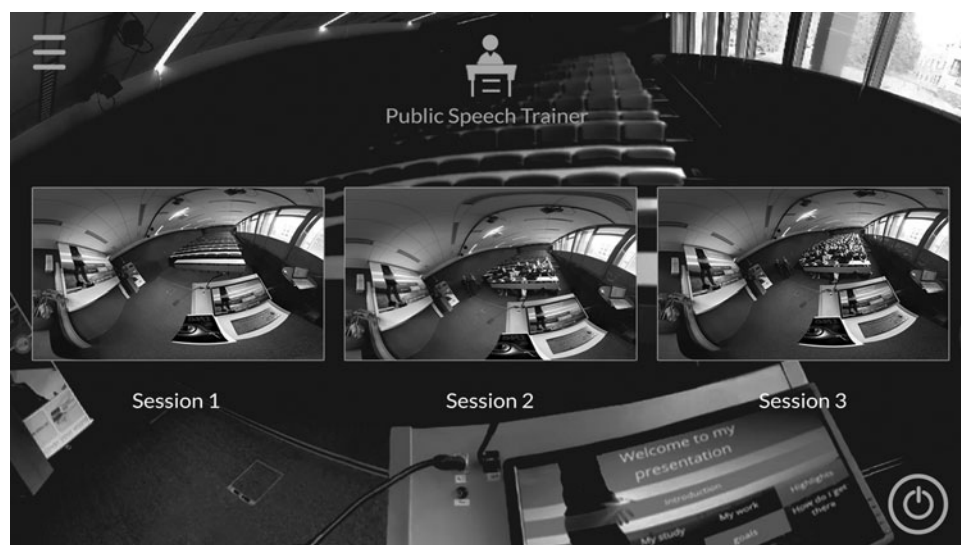 Public Speech Trainer
Session 1
Session 2
Session 3
Welcome to my
presentation
Introduction
My study
My work
Highlights
goals
How do I get
there